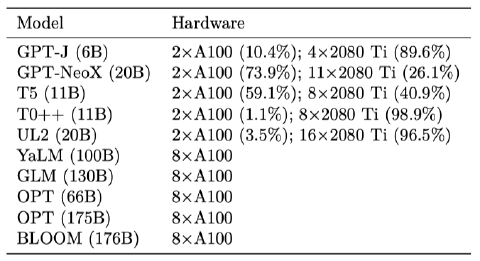 Model Hardware
GPT-J (6B) 2×A100 (10.4%); 4×2080 Ti (89.6%)
GPT-NeoX (20B) 2×A100 (73.9%); 11×2080 Ti (26.1%)
T5 (11B) 2×A100 (59.1%); 8×2080 Ti (40.9%)
T0++ (11B) 2×A100 (1.1%); 8×2080 Ti (98.9%)
UL2 (20B) 2×A100 (3.5%); 16×2080 Ti (96.5%)
YaLM (100B) 8×A100
GLM (130B) 8×A100
OPT (66B) 8×A100
OPT (175B) 8×A100
BLOOM (176B) 8×A100